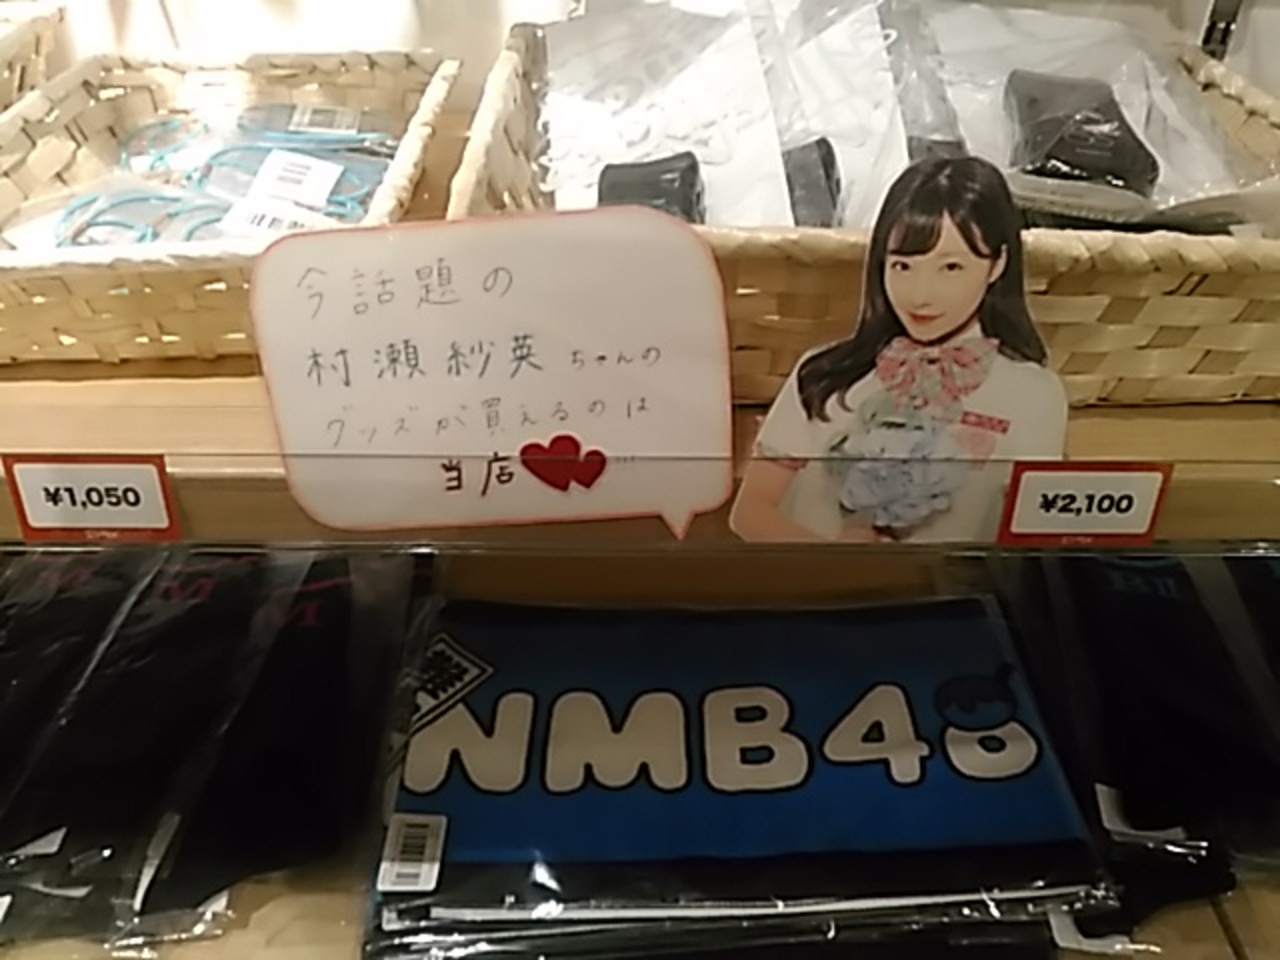 今話題の
村瀬紗英ちゃんの
グッズが買えるのは
当店
¥1,050
¥2,100
NMB48